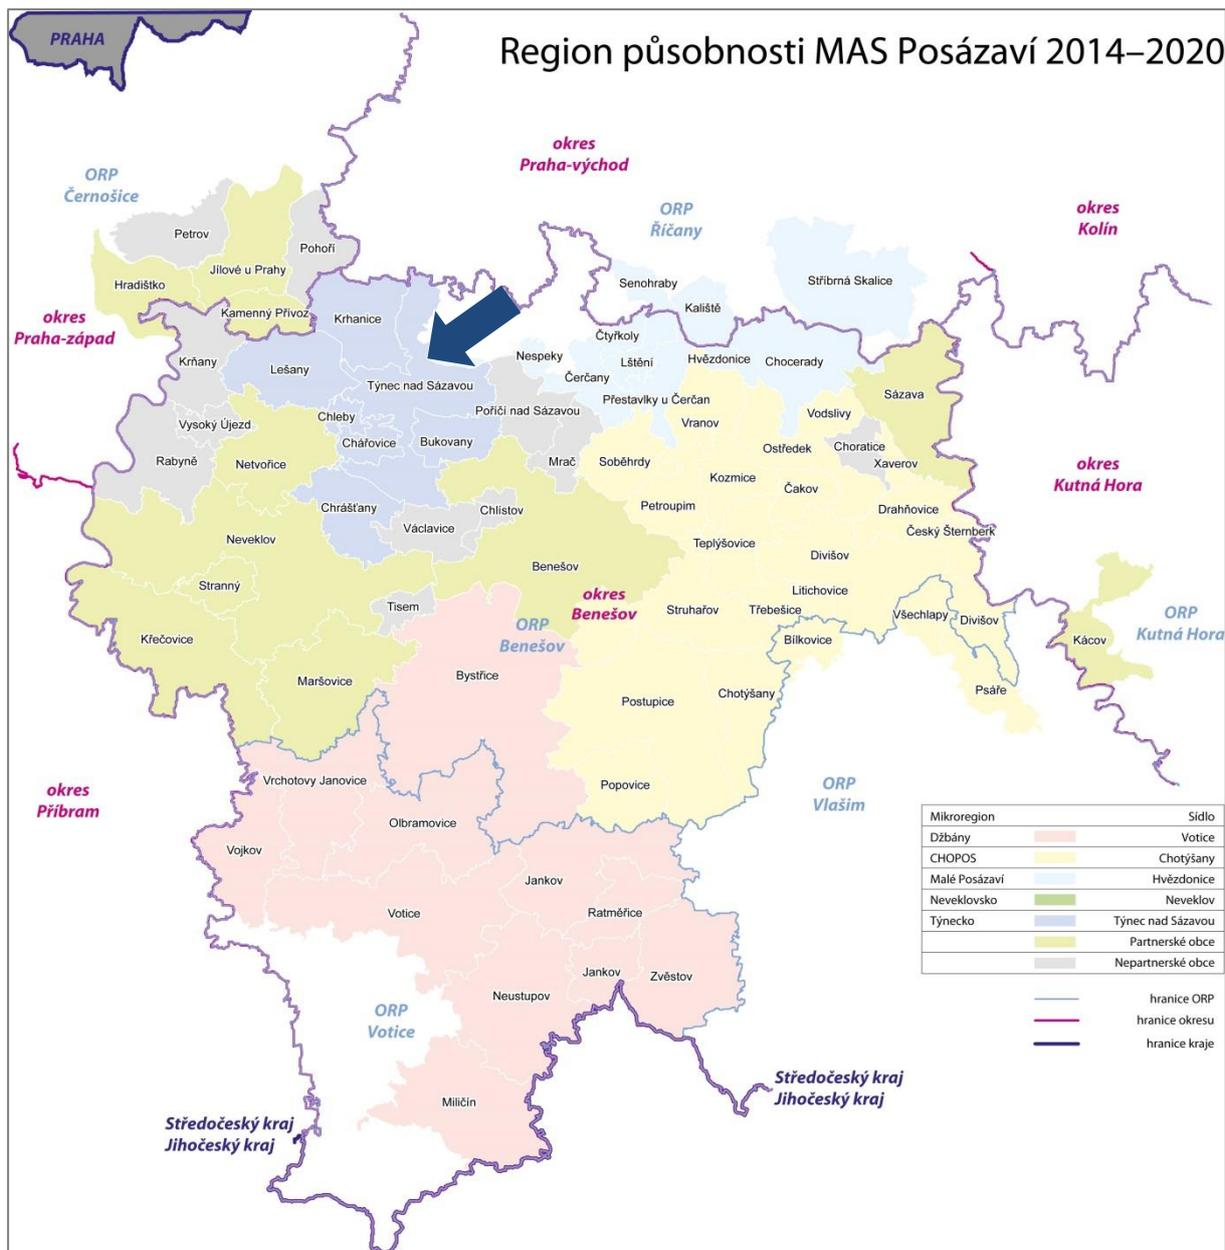 PRAHA
Region působnosti MAS Posázaví 2014–2020
okres
Praha-východ
ORP
Černošice
ORP
Říčany
okres
Kolín
Petrov
Pohoří
Jílové u Prahy
Hradištko
Senohraby
Stříbrná Skalice
Kaliště
okres
Praha-západ
Kamenný Přívoz
Krhanice
Čtyřkoly
Krňany
Lešany
Nespeky
Lštění
Hvězdonice
Chocerady
Čerčany
Týnec nad Sázavou
Přestavlky u Čerčan
Sázava
Poříčí nad Sázavou
Chleby
Vysoký Újezd
Vranov
Vodslivy
Chářovice
Bukovany
Ostředek
Choratice
Rabyně
Netvořice
Mrač
Soběhrdy
Xaverov
okres
Kutná Hora
Kozmice
Čakov
Chrášťany
Chlístov
Petroupim
Drahňovice
Václavice
Český Šternberk
Neveklov
Teplýšovice
Divišov
Benešov
Stranný
Litichovice
okres
Benešov
Tisem
Struhařov
Třebešice
Všechlapy
Divišov
ORP
Kutná Hora
ORP
Benešov
Křečovice
Bílkovice
Kácov
Maršovice
Bystřice
Chotýšany
Psáře
Postupice
okres
Příbram
Vrchotovy Janovice
Popovice
ORP
Vlašim
Olbramovice
Vojkov
Jankov
Votice
Ratměřice
Jankov
Zvěstov
Neustupov
ORP
Votice
Miličín
Středočeský kraj
Jihočeský kraj
Středočeský kraj
Jihočeský kraj
Mikroregion Sídlo
Džbány Votice
CHOPOS Chotýšany
Malé Posázaví Hvězdonice
Neveklovsko Neveklov
Týnecko Týnec nad Sázavou
Partnerské obce
Nepartnerské obce
hranice ORP
hranice okresu
hranice kraje